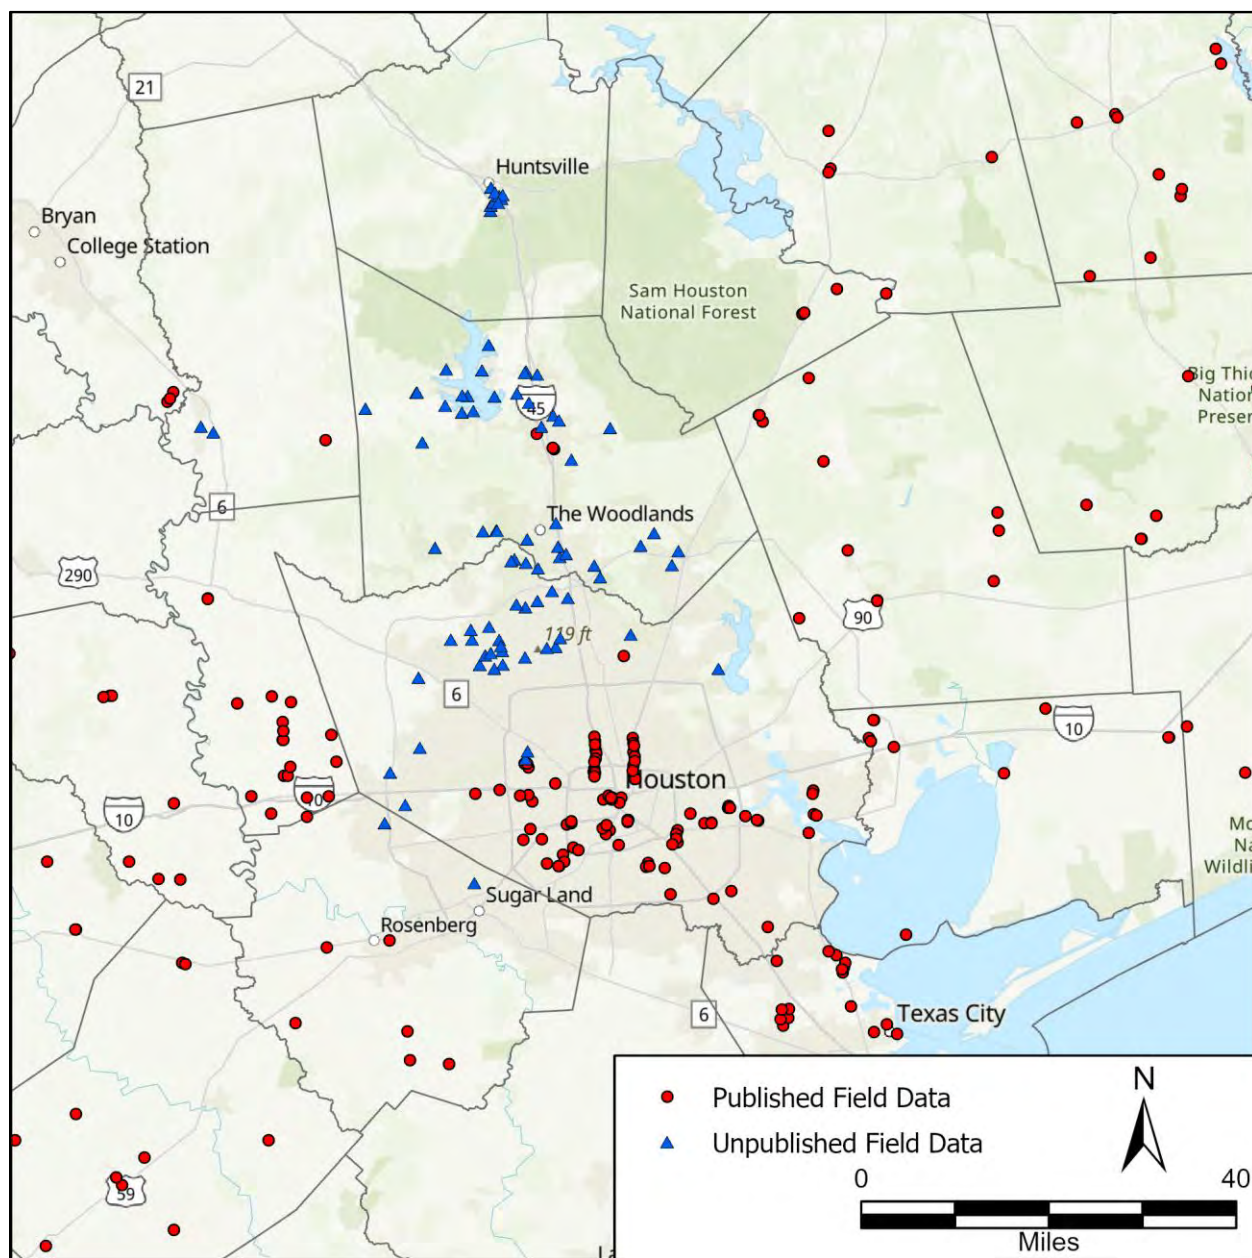 21
Huntsville
Bryan
College Station
Sam Houston
National Forest
45
6
The Woodlands
290
119 ft
90
6
10
Houston
10
10
Sugar Land
Rosenberg
6
Texas City
59
Published Field Data
Unpublished Field Data
N
0
40
Miles